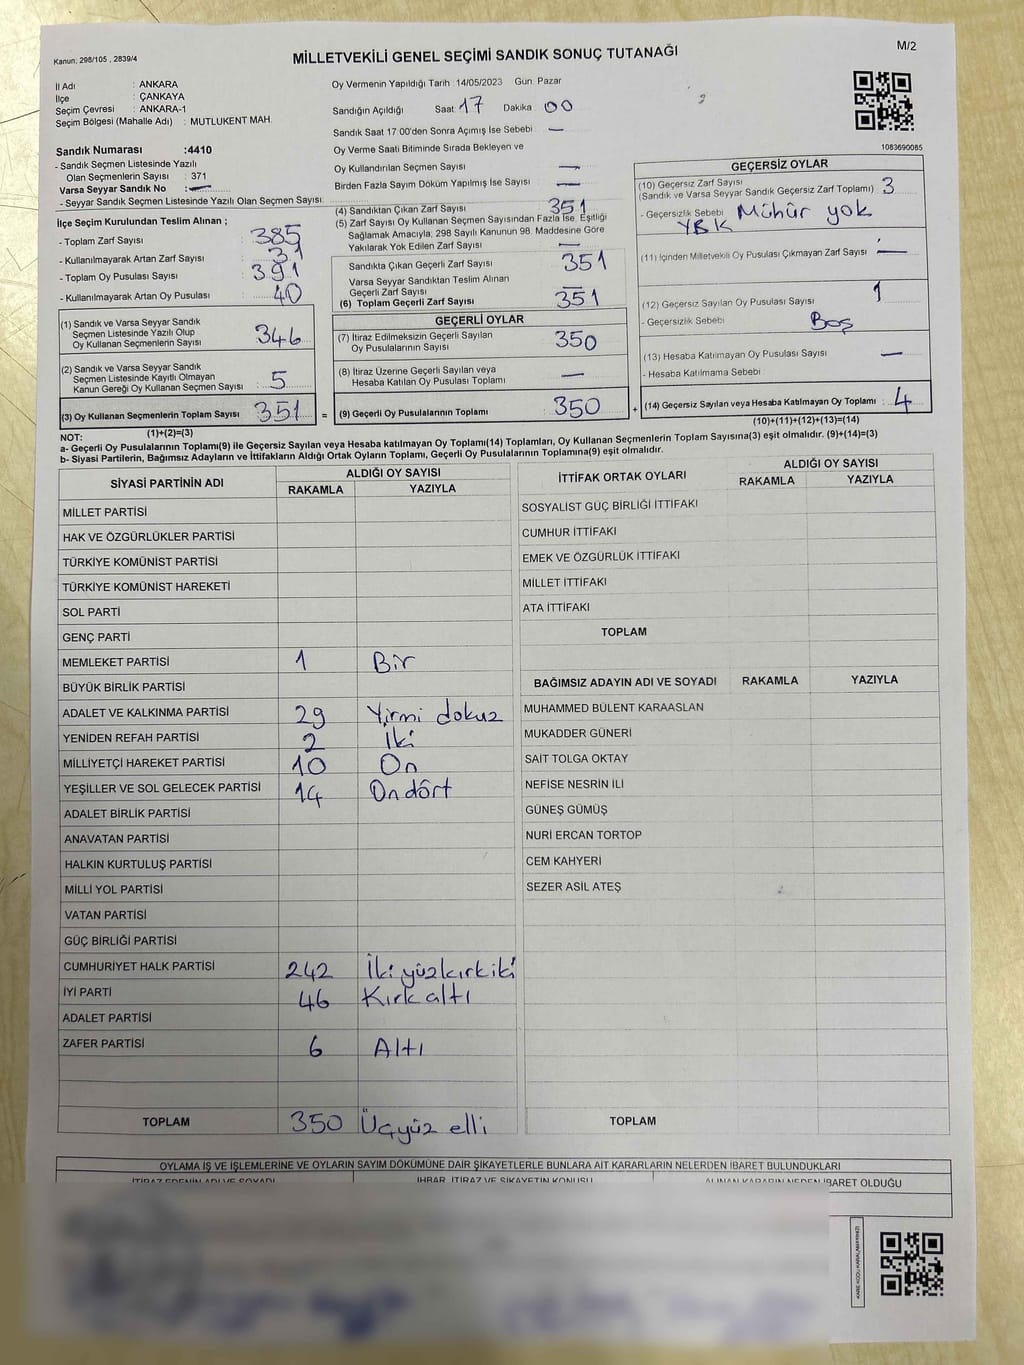 Kanun: 298/105 , 2839/4
MİLLETVEKİLİ GENEL SEÇİMİ SANDIK SONUÇ TUTANAĞI
M/2
İl Adı : ANKARA
İlçe : ÇANKAYA
Seçim Çevresi : ANKARA-1
Seçim Bölgesi (Mahalle Adı) : MUTLUKENT MAH.
Oy Vermenin Yapıldığı Tarih : 14/05/2023 Gün: Pazar
Sandığın Açıldığı Saat: 17 Dakika 00
Sandık Saat 17:00'den Sonra Açılmış İse Sebebi : —
Oy Verme Saati Bitiminde Sırada Bekleyen ve
Oy Kullandırılan Seçmen Sayısı —
Birden Fazla Sayım Döküm Yapılmış İse Sayısı —
1083690085
Sandık Numarası :4410
- Sandık Seçmen Listesinde Yazılı
Olan Seçmenlerin Sayısı : 371
Varsa Seyyar Sandık No : —
- Seyyar Sandık Seçmen Listesinde Yazılı Olan Seçmen Sayısı:
İlçe Seçim Kurulundan Teslim Alınan ;
- Toplam Zarf Sayısı : 385
- Kullanılmayarak Artan Zarf Sayısı : 31
- Toplam Oy Pusulası Sayısı : 391
- Kullanılmayarak Artan Oy Pusulası : 40
(1) Sandık ve Varsa Seyyar Sandık
Seçmen Listesinde Yazılı Olup
Oy Kullanan Seçmenlerin Sayısı : 346
(2) Sandık ve Varsa Seyyar Sandık
Seçmen Listesinde Kayıtlı Olmayan
Kanun Gereği Oy Kullanan Seçmen Sayısı : 5
(3) Oy Kullanan Seçmenlerin Toplam Sayısı : 351
(1)+(2)=(3)
(4) Sandıktan Çıkan Zarf Sayısı 351
(5) Zarf Sayısı Oy Kullanan Seçmen Sayısından Fazla İse, Eşitliği
Sağlamak Amacıyla; 298 Sayılı Kanunun 98. Maddesine Göre
Yakılarak Yok Edilen Zarf Sayısı : —
Sandıkta Çıkan Geçerli Zarf Sayısı 351
Varsa Seyyar Sandıktan Teslim Alınan
Geçerli Zarf Sayısı : —
(6) Toplam Geçerli Zarf Sayısı 351
GEÇERLİ OYLAR
(7) İtiraz Edilmeksizin Geçerli Sayılan
Oy Pusulalarının Sayısı : 350
(8) İtiraz Üzerine Geçerli Sayılan veya
Hesaba Katılan Oy Pusulası Toplamı : —
= (9) Geçerli Oy Pusulalarının Toplamı : 350
GEÇERSİZ OYLAR
(10) Geçersiz Zarf Sayısı
(Sandık ve Varsa Seyyar Sandık Geçersiz Zarf Toplamı) : 3
- Geçersizlik Sebebi : Mühür yok
YSK
(11) İçinden Milletvekili Oy Pusulası Çıkmayan Zarf Sayısı : —
(12) Geçersiz Sayılan Oy Pusulası Sayısı : 1
- Geçersizlik Sebebi : Boş
(13) Hesaba Katılmayan Oy Pusulası Sayısı : —
- Hesaba Katılmama Sebebi
+ (14) Geçersiz Sayılan veya Hesaba Katılmayan Oy Toplamı : 4
(10)+(11)+(12)+(13)=(14)
NOT:
a- Geçerli Oy Pusulalarının Toplamı(9) ile Geçersiz Sayılan veya Hesaba katılmayan Oy Toplamı(14) Toplamları, Oy Kullanan Seçmenlerin Toplam Sayısına(3) eşit olmalıdır. (9)+(14)=(3)
b- Siyasi Partilerin, Bağımsız Adayların ve İttifakların Aldığı Ortak Oyların Toplamı, Geçerli Oy Pusulalarının Toplamına(9) eşit olmalıdır.
SİYASİ PARTİNİN ADI
ALDIĞI OY SAYISI
RAKAMLA YAZIYLA
MİLLET PARTİSİ
HAK VE ÖZGÜRLÜKLER PARTİSİ
TÜRKİYE KOMÜNİST PARTİSİ
TÜRKİYE KOMÜNİST HAREKETİ
SOL PARTİ
GENÇ PARTİ
MEMLEKET PARTİSİ 1 Bir
BÜYÜK BİRLİK PARTİSİ
ADALET VE KALKINMA PARTİSİ 29 Yirmi dokuz
YENİDEN REFAH PARTİSİ 2 İki
MİLLİYETÇİ HAREKET PARTİSİ 10 On
YEŞİLLER VE SOL GELECEK PARTİSİ 14 On dört
ADALET BİRLİK PARTİSİ
ANAVATAN PARTİSİ
HALKIN KURTULUŞ PARTİSİ
MİLLİ YOL PARTİSİ
VATAN PARTİSİ
GÜÇ BİRLİĞİ PARTİSİ
CUMHURİYET HALK PARTİSİ 242 İki yüzkırkiki
İYİ PARTİ 46 Kırk altı
ADALET PARTİSİ
ZAFER PARTİSİ 6 Altı
TOPLAM 350 Üçyüz elli
İTTİFAK ORTAK OYLARI
ALDIĞI OY SAYISI
RAKAMLA YAZIYLA
SOSYALİST GÜÇ BİRLİĞİ İTTİFAKI
CUMHUR İTTİFAKI
EMEK VE ÖZGÜRLÜK İTTİFAKI
MİLLET İTTİFAKI
ATA İTTİFAKI
TOPLAM
BAĞIMSIZ ADAYIN ADI VE SOYADI RAKAMLA YAZIYLA
MUHAMMED BÜLENT KARAASLAN
MUKADDER GÜNERİ
SAİT TOLGA OKTAY
NEFİSE NESRİN İLİ
GÜNEŞ GÜMÜŞ
NURİ ERCAN TORTOP
CEM KAHYERİ
SEZER ASİL ATEŞ
TOPLAM
OYLAMA İŞ VE İŞLEMLERİNE VE OYLARIN SAYIM DÖKÜMÜNE DAİR ŞİKAYETLERLE BUNLARA AİT KARARLARIN NELERDEN İBARET BULUNDUKLARI
İTİRAZ EDENİN ADI VE SOYADI İHBAR, İTİRAZ VE ŞİKAYETİN KONUSU ALINAN KARARIN NEDEN İBARET OLDUĞU